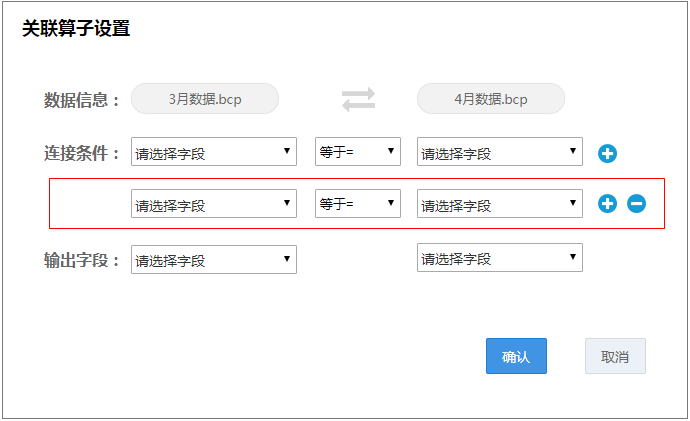 关联算子设置
数据信息： 3月数据.bcp 4月数据.bcp
连接条件： 请选择字段 等于= 请选择字段
请选择字段 等于= 请选择字段
输出字段： 请选择字段 请选择字段
确认 取消